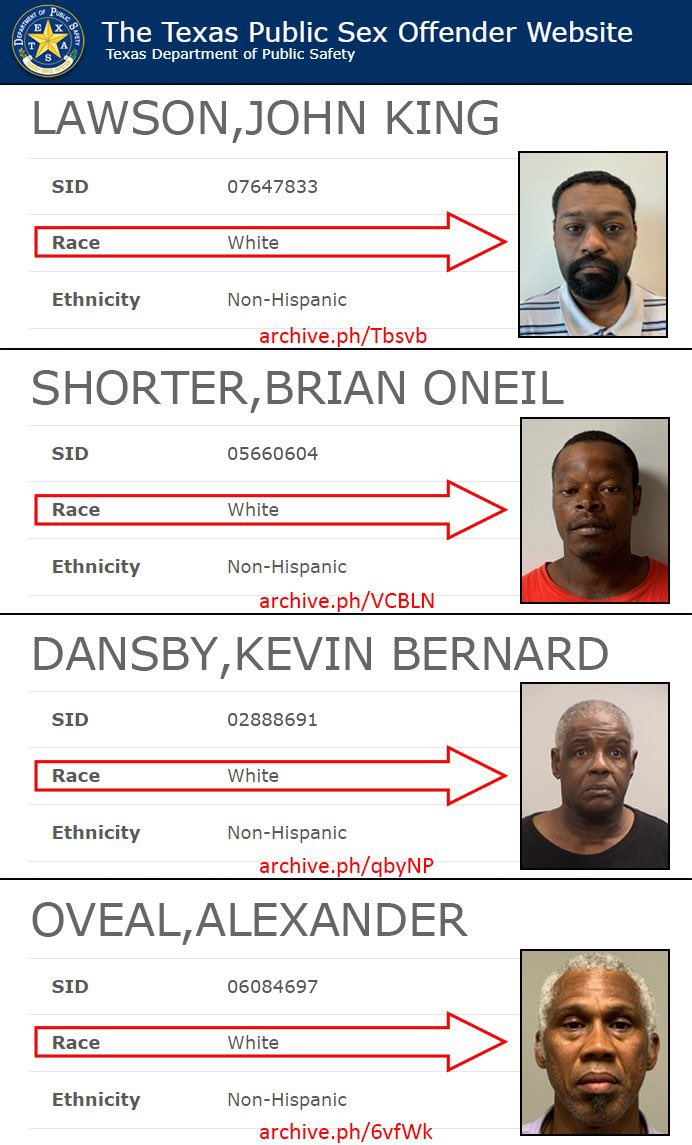 DEPARTMENT OF PUBLIC SAFETY
TEXAS
The Texas Public Sex Offender Website
Texas Department of Public Safety
LAWSON,JOHN KING
SID 07647833
Race White
Ethnicity Non-Hispanic
archive.ph/Tbsvb
SHORTER,BRIAN ONEIL
SID 05660604
Race White
Ethnicity Non-Hispanic
archive.ph/VCBLN
DANSBY,KEVIN BERNARD
SID 02888691
Race White
Ethnicity Non-Hispanic
archive.ph/qbyNP
OVEAL,ALEXANDER
SID 06084697
Race White
Ethnicity Non-Hispanic
archive.ph/6vfWk